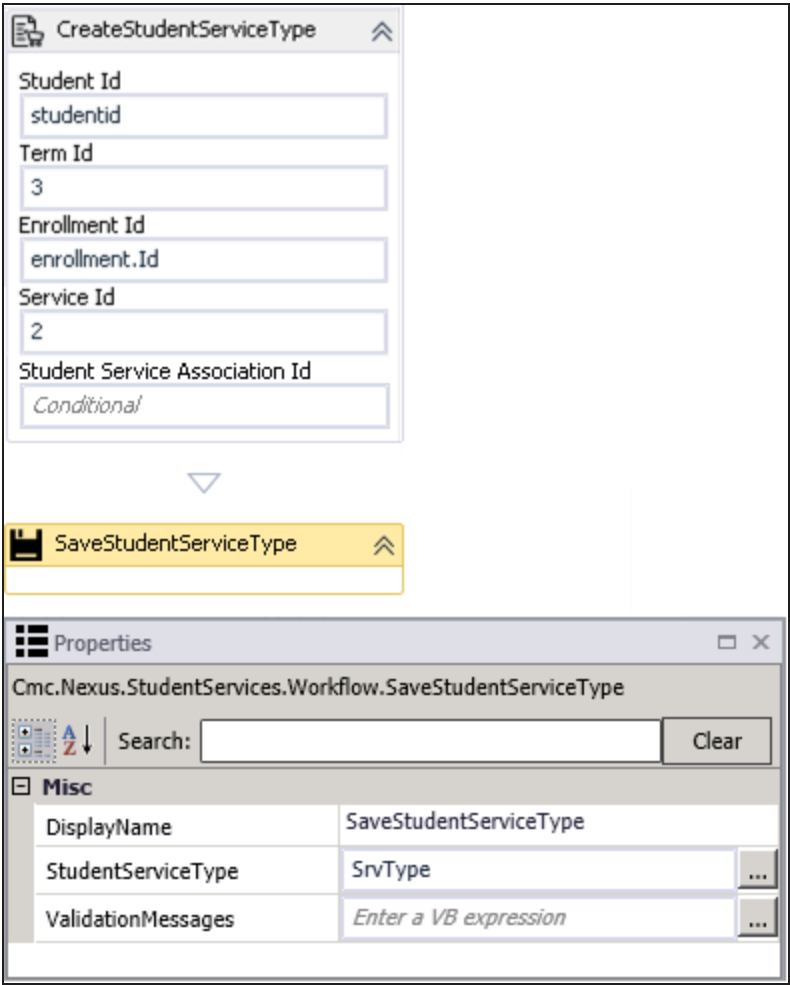 CreateStudentServiceType
Student Id
studentid
Term Id
3
Enrollment Id
enrollment.Id
Service Id
2
Student Service Association Id
Conditional
SaveStudentServiceType
Properties
Cmc.Nexus.StudentServices.Workflow.SaveStudentServiceType
A Z Search: Clear
Misc
DisplayName SaveStudentServiceType
StudentServiceType SrvType ...
ValidationMessages Enter a VB expression ...